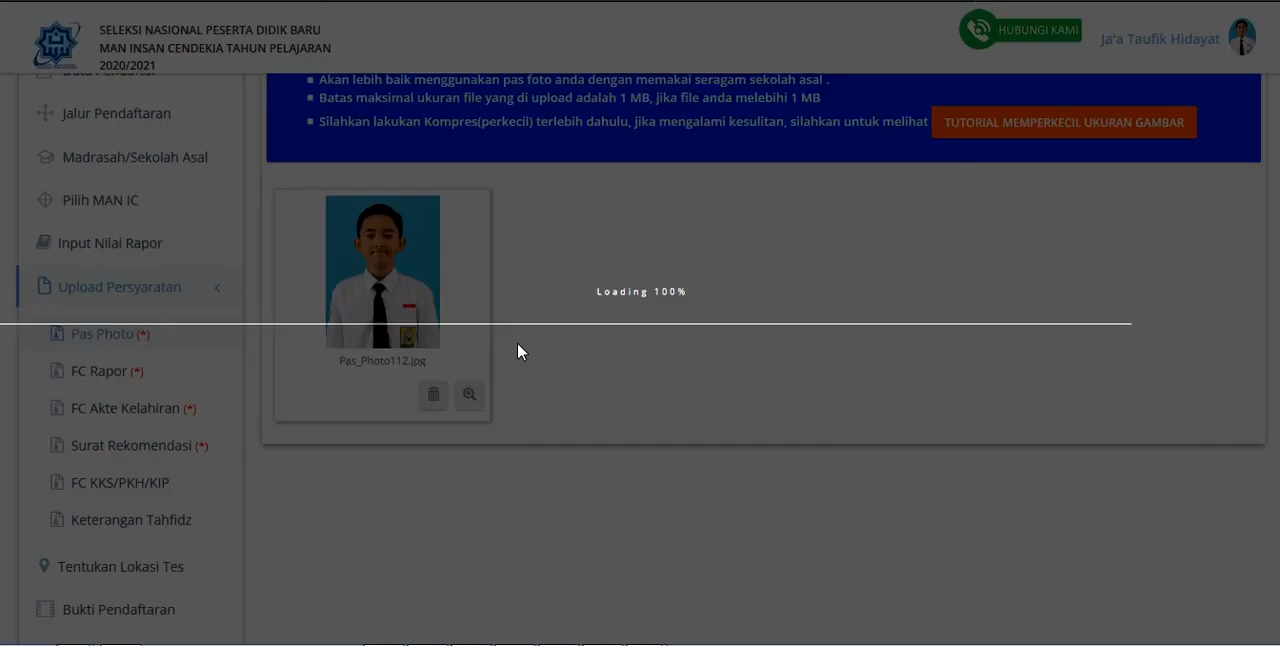 SELEKSI NASIONAL PESERTA DIDIK BARU
MAN INSAN CENDEKIA TAHUN PELAJARAN
2020/2021
HUBUNGI KAMI
Ja'a Taufik Hidayat
Jalur Pendaftaran
Madrasah/Sekolah Asal
Pilih MAN IC
Input Nilai Rapor
Upload Persyaratan
Pas Photo (*)
FC Rapor (*)
FC Akte Kelahiran (*)
Surat Rekomendasi (*)
FC KKS/PKH/KIP
Keterangan Tahfidz
Tentukan Lokasi Tes
Bukti Pendaftaran
Akan lebih baik menggunakan pas foto anda dengan memakai seragam sekolah asal .
Batas maksimal ukuran file yang di upload adalah 1 MB, jika file anda melebihi 1 MB
Silahkan lakukan Kompres(perkecil) terlebih dahulu, jika mengalami kesulitan, silahkan untuk melihat TUTORIAL MEMPERKECIL UKURAN GAMBAR
Loading 100%
Pas_Photo112.jpg